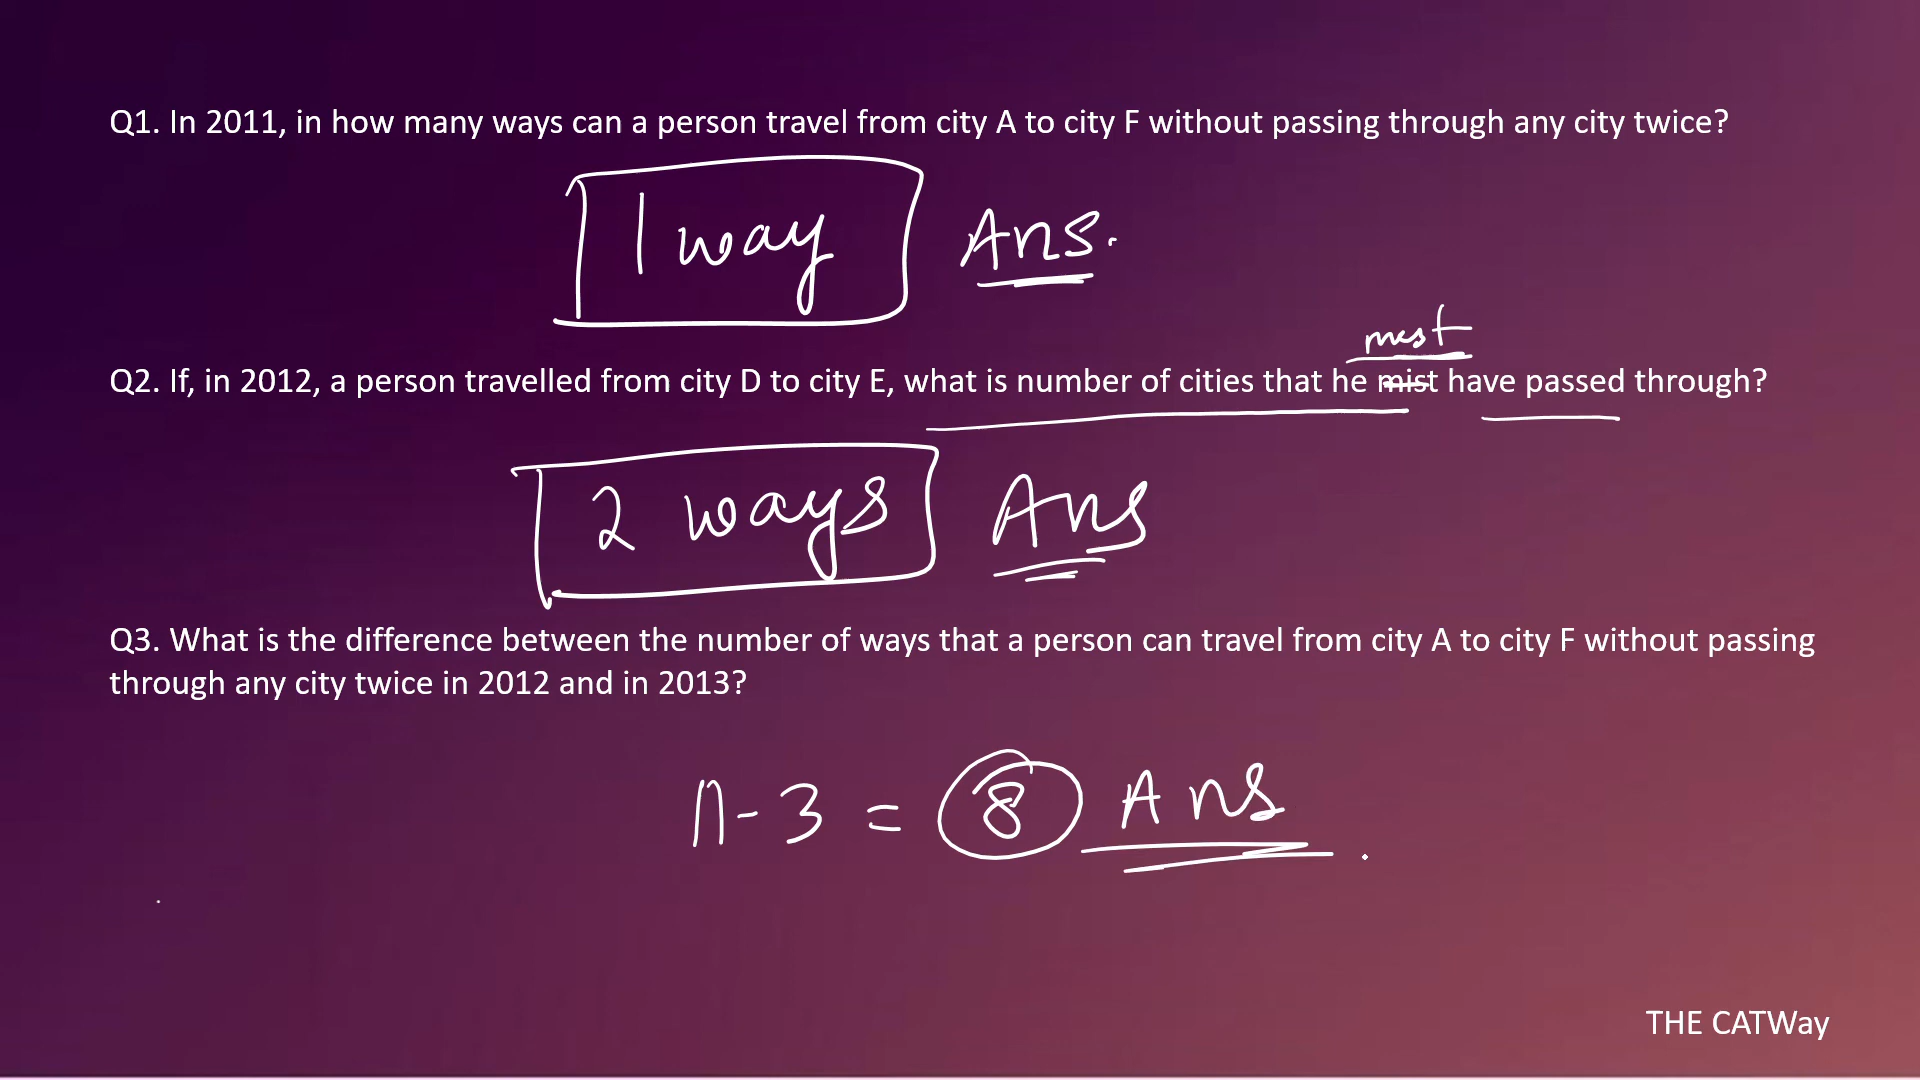 Q1. In 2011, in how many ways can a person travel from city A to city F without passing through any city twice?
1 way Ans.
must
Q2. If, in 2012, a person travelled from city D to city E, what is number of cities that he mist have passed through?
2 ways Ans
Q3. What is the difference between the number of ways that a person can travel from city A to city F without passing
through any city twice in 2012 and in 2013?
11-3 = 8 Ans
THE CATWay